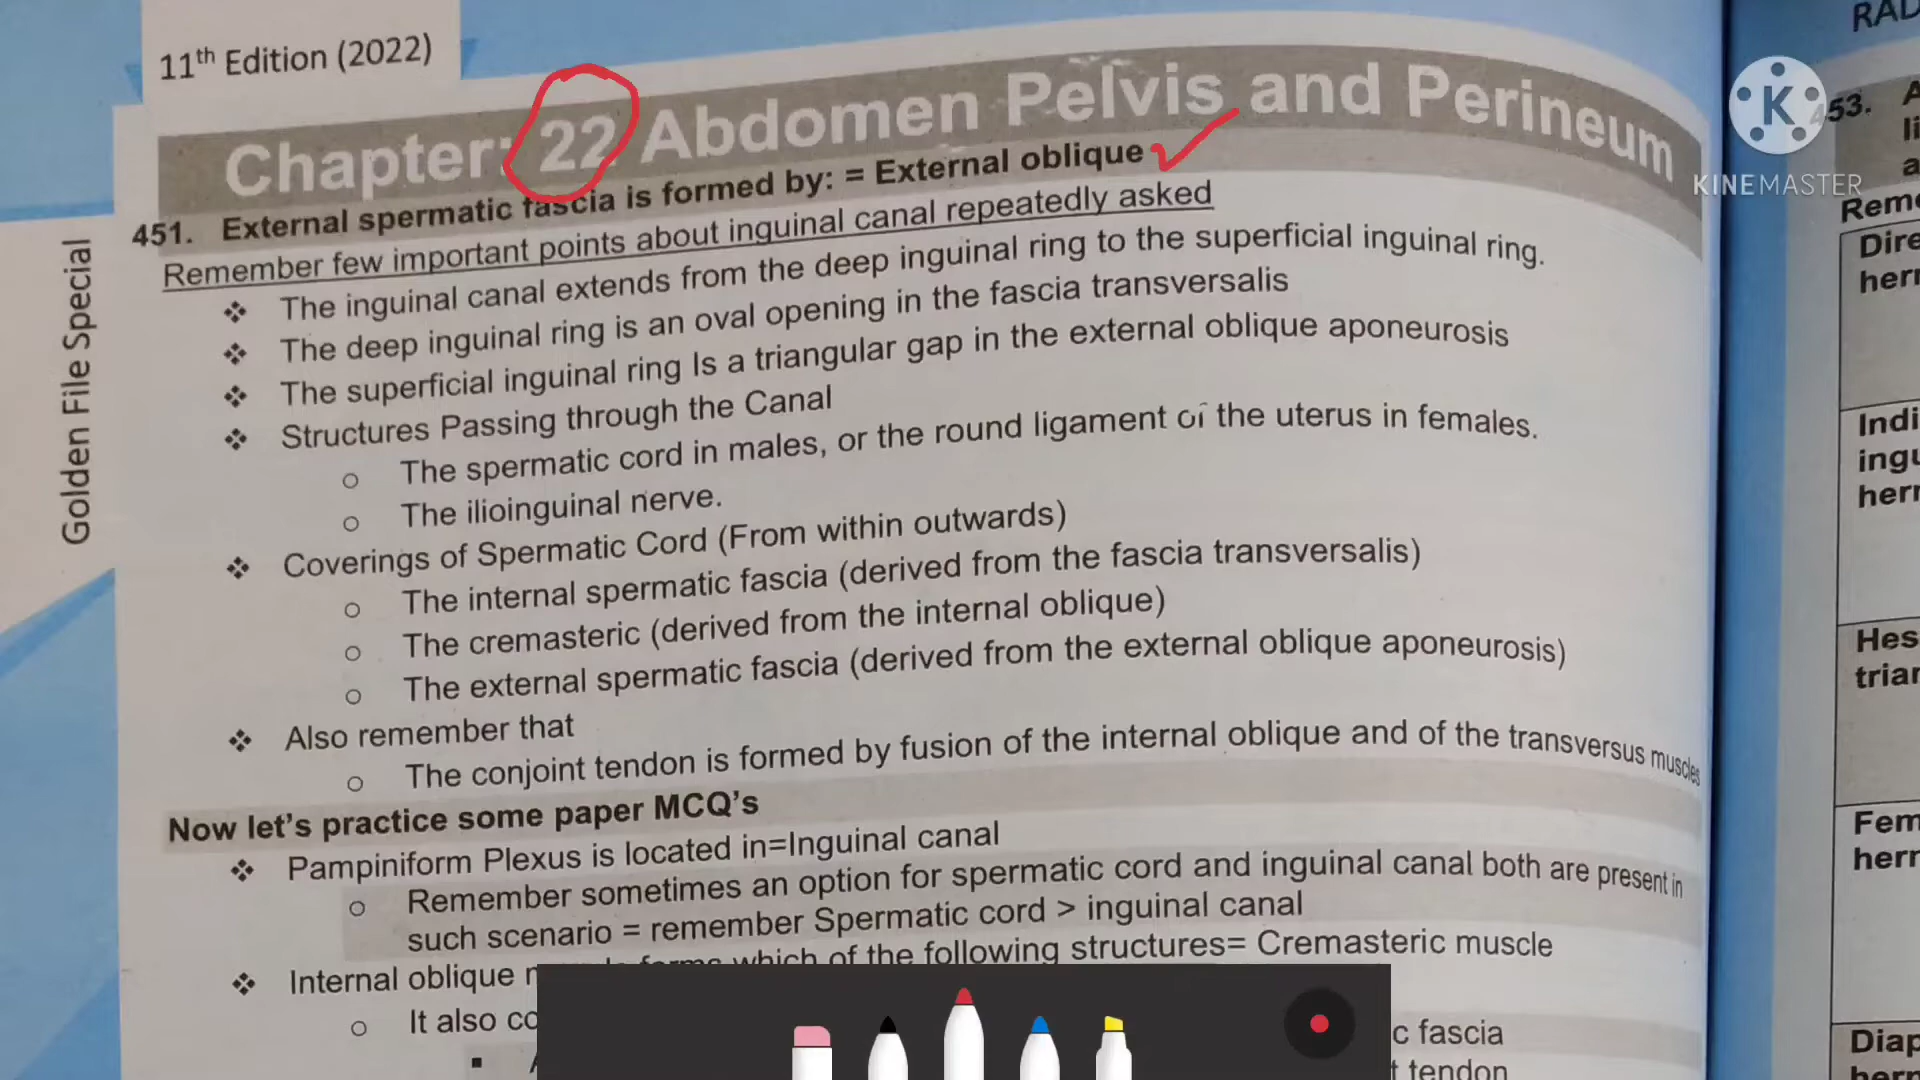 11th Edition (2022)
Chapter: 22 Abdomen Pelvis and Perineum
451. External spermatic fascia is formed by: = External oblique
Remember few important points about inguinal canal repeatedly asked
❖ The inguinal canal extends from the deep inguinal ring to the superficial inguinal ring.
❖ The deep inguinal ring is an oval opening in the fascia transversalis
❖ The superficial inguinal ring Is a triangular gap in the external oblique aponeurosis
❖ Structures Passing through the Canal
o The spermatic cord in males, or the round ligament of the uterus in females.
o The ilioinguinal nerve.
❖ Coverings of Spermatic Cord (From within outwards)
o The internal spermatic fascia (derived from the fascia transversalis)
o The cremasteric (derived from the internal oblique)
o The external spermatic fascia (derived from the external oblique aponeurosis)
❖ Also remember that
o The conjoint tendon is formed by fusion of the internal oblique and of the transversus muscles
Now let's practice some paper MCQ's
❖ Pampiniform Plexus is located in=Inguinal canal
o Remember sometimes an option for spermatic cord and inguinal canal both are present in
such scenario = remember Spermatic cord > inguinal canal
❖ Internal oblique which of the following structures= Cremasteric muscle
o It also
c fascia
tendon
Golden File Special
K
KINEMASTER
RAD
453.
Reme
Dire
hern
Indi
ingu
hern
Hes
trian
Fem
hern
Diap
hern